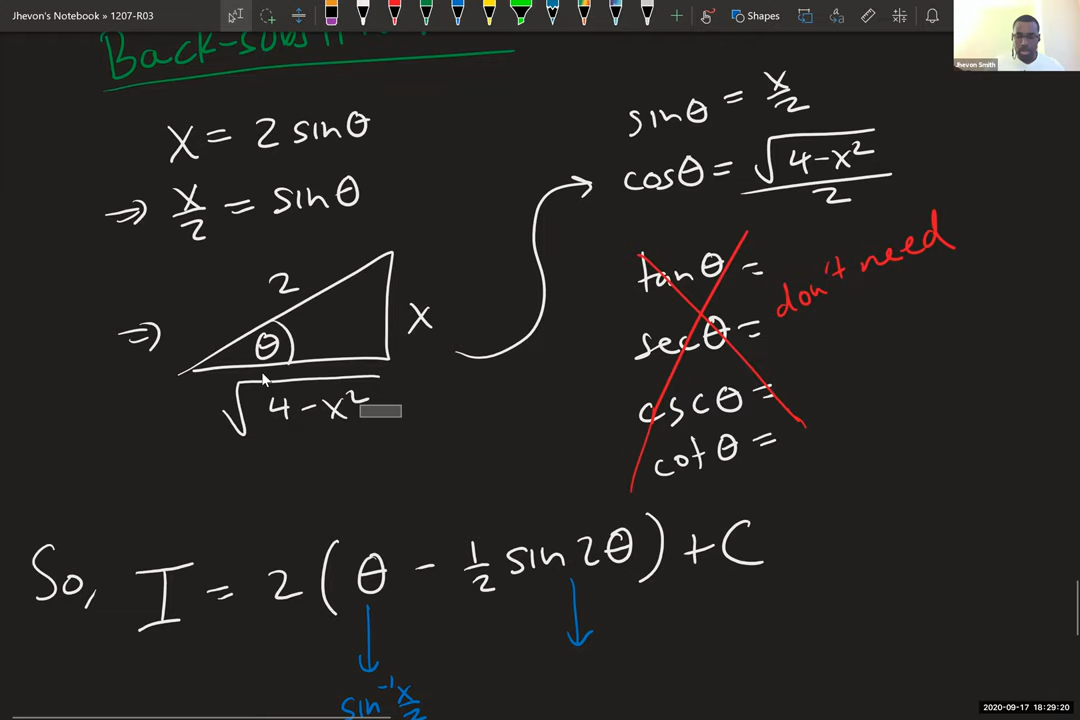 Jhevon's Notebook » 1207-R03
Shapes
Jhevon Smith
x = 2 sinθ
⇒ x/2 = sinθ
⇒
2
θ
x
√(4-x²)
sinθ = x/2
cosθ = √(4-x²)/2
tanθ =
secθ =
cscθ =
cotθ =
don't need
So, I = 2(θ - 1/2 sin2θ) + C
sin⁻¹ x/2
2020-09-17 18:29:20